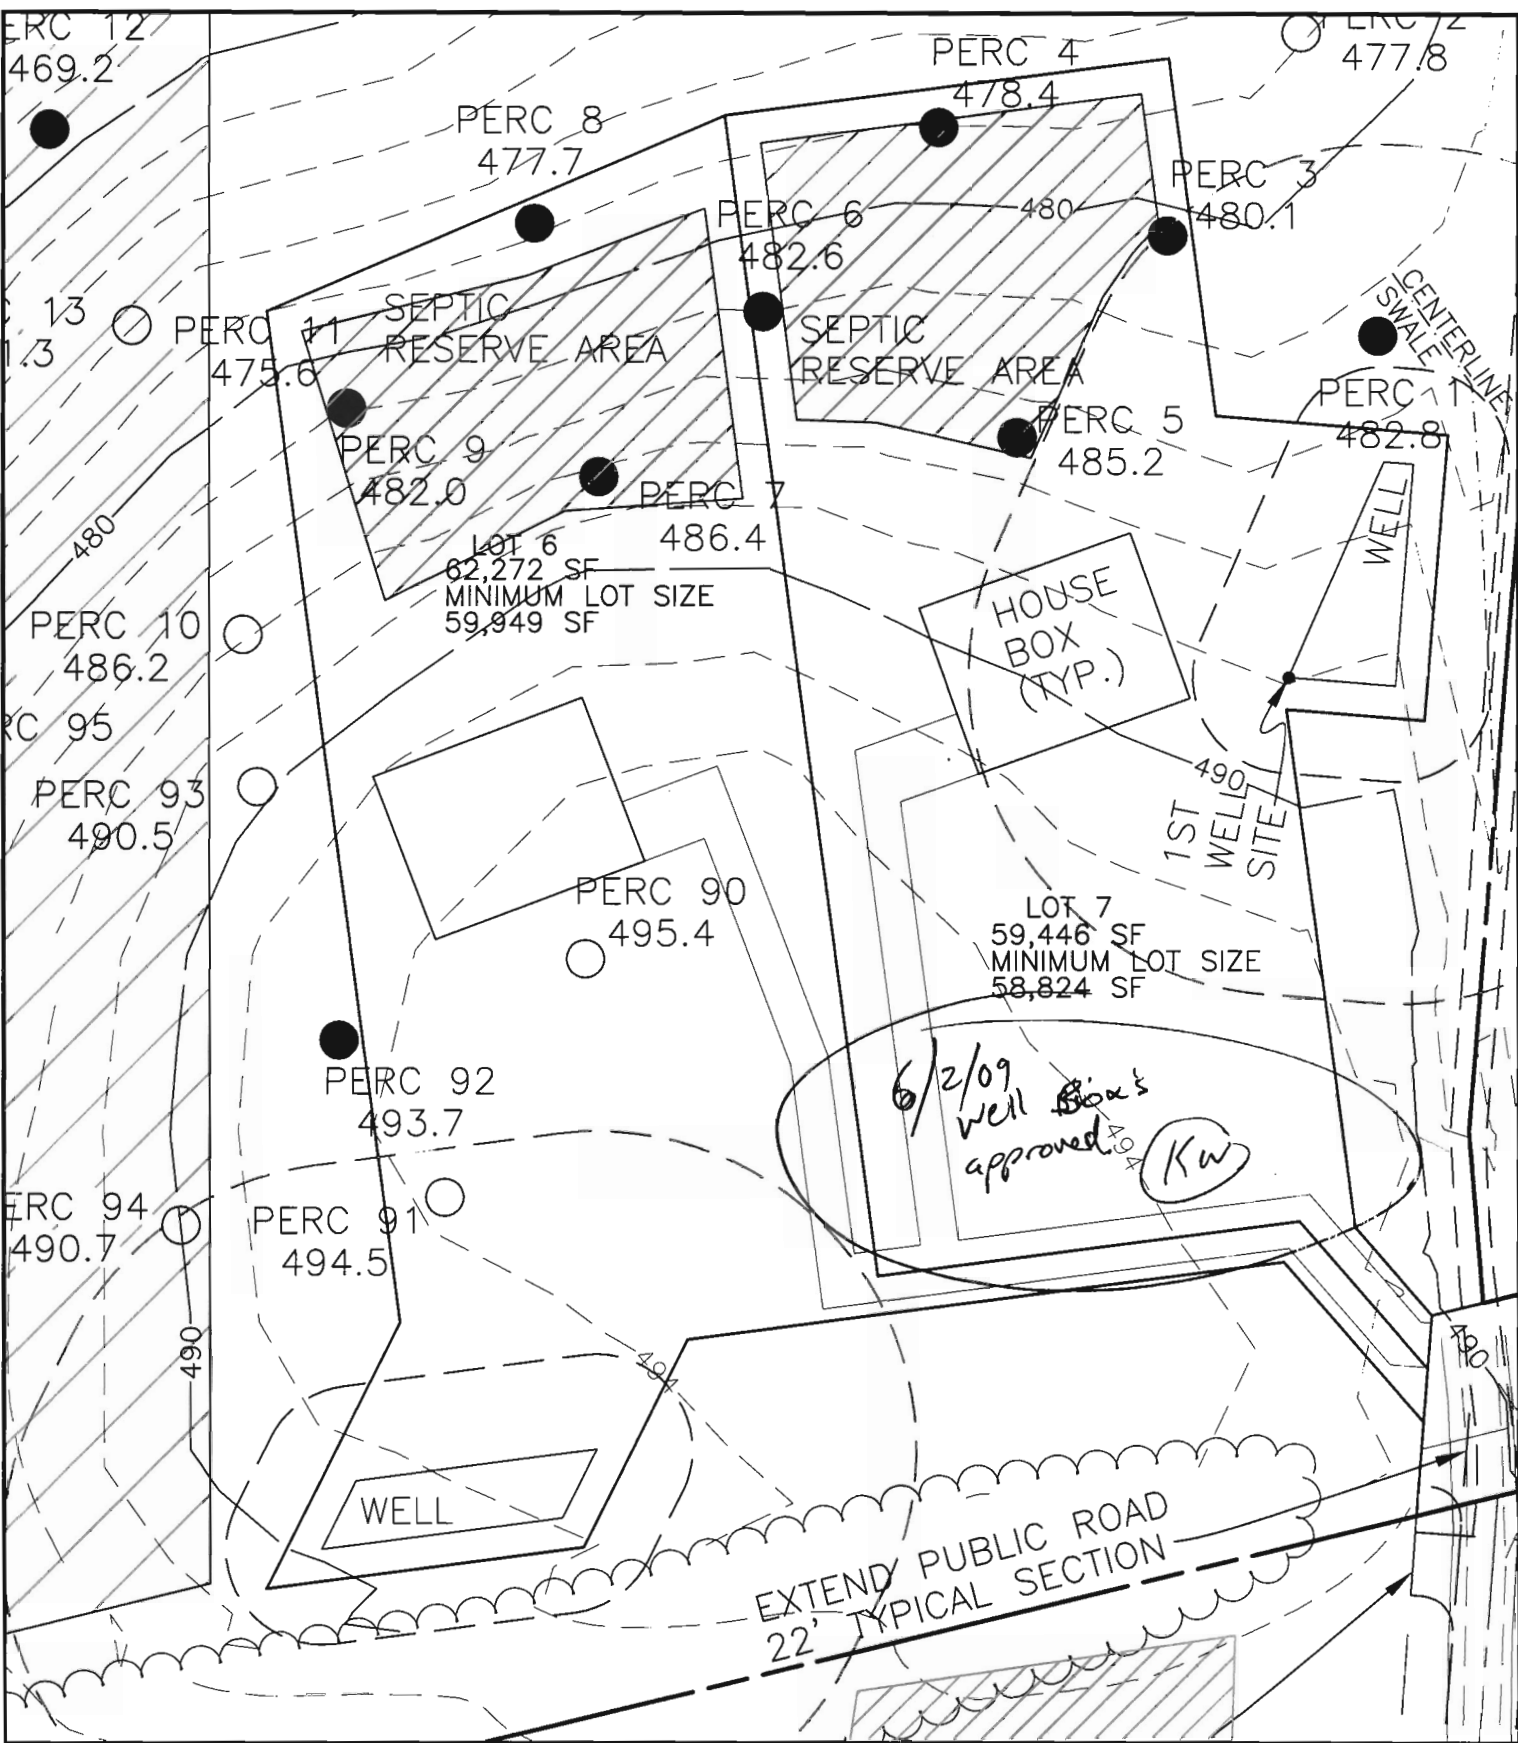 ERC 12
469.2
PERC 4
478.4
477.8
PERC 8
477.7
PERC 3
480.1
PERC 6
482.6
480
13
1.3
PERC 11
475.6
SEPTIC
RESERVE AREA
SEPTIC
RESERVE AREA
CENTERLINE
SWALE
PERC 1
482.8
PERC 9
482.0
PERC 5
485.2
PERC 7
486.4
480
WELL
LOT 6
62,272 SF
MINIMUM LOT SIZE
59,949 SF
HOUSE
BOX
(TYP.)
PERC 10
486.2
RC 95
PERC 93
490.5
490
1ST
WELL
SITE
PERC 90
495.4
LOT 7
59,446 SF
MINIMUM LOT SIZE
58,824 SF
6/2/09
well Box's
approved.
KW
494
PERC 92
493.7
ERC 94
490.7
PERC 91
494.5
490
494
490
WELL
EXTEND PUBLIC ROAD
22' TYPICAL SECTION